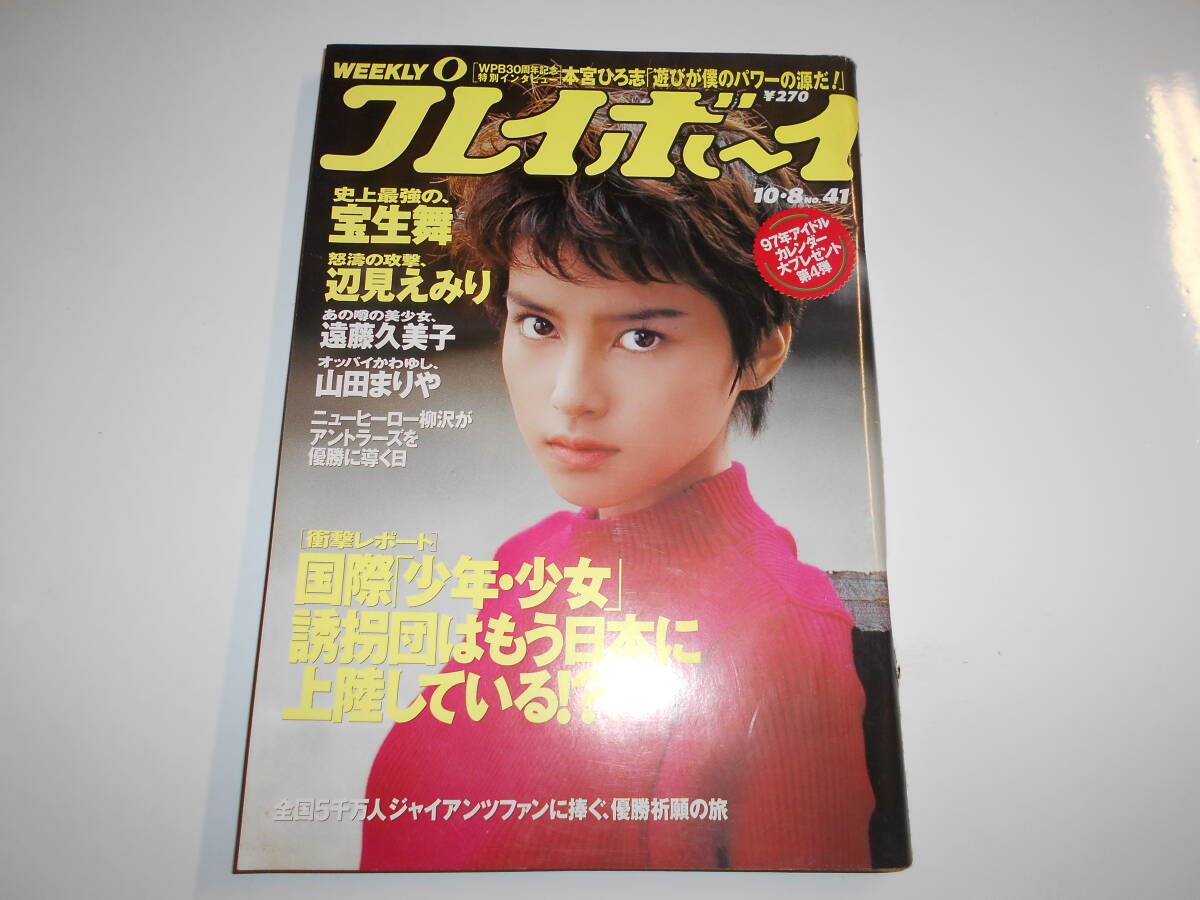 WEEKLY
[WPB30周年記念
特別インタビュー]
本宮ひろ志「遊びが僕のパワーの源だ!」
¥270
プレイボーイ
10・8 NO.41
97年アイドル
カレンダー
大プレゼント
第4弾
史上最強の、
宝生舞
怒濤の攻撃、
辺見えみり
あの噂の美少女、
遠藤久美子
オッパイかわゆし、
山田まりや
ニューヒーロー柳沢が
アントラーズを
優勝に導く日
[衝撃レポート]
国際「少年・少女」
誘拐団はもう日本に
上陸している!?
全国5千万人ジャイアンツファンに捧ぐ、優勝祈願の旅